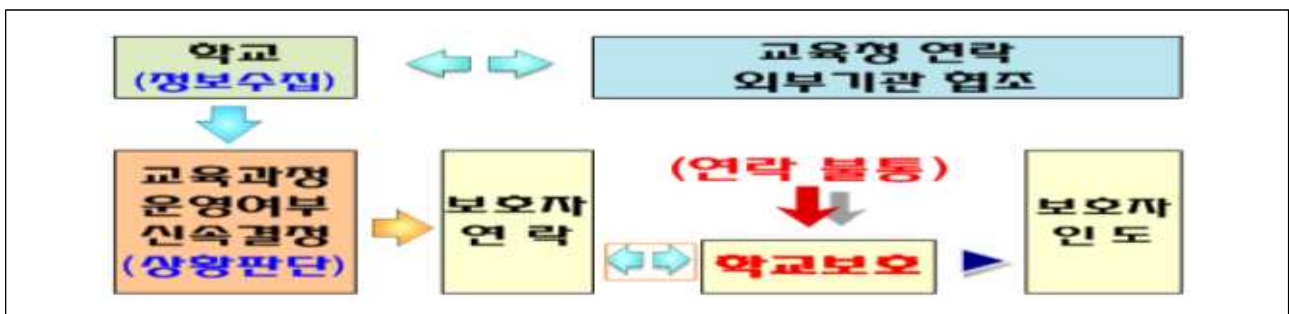 학교
(정보수집)
교육청 연락
외부기관 협조
교육과정
운영여부
신속결정
(상황판단)
보호자
연 락
(연락 불통)
학교보호
보호자
인 도